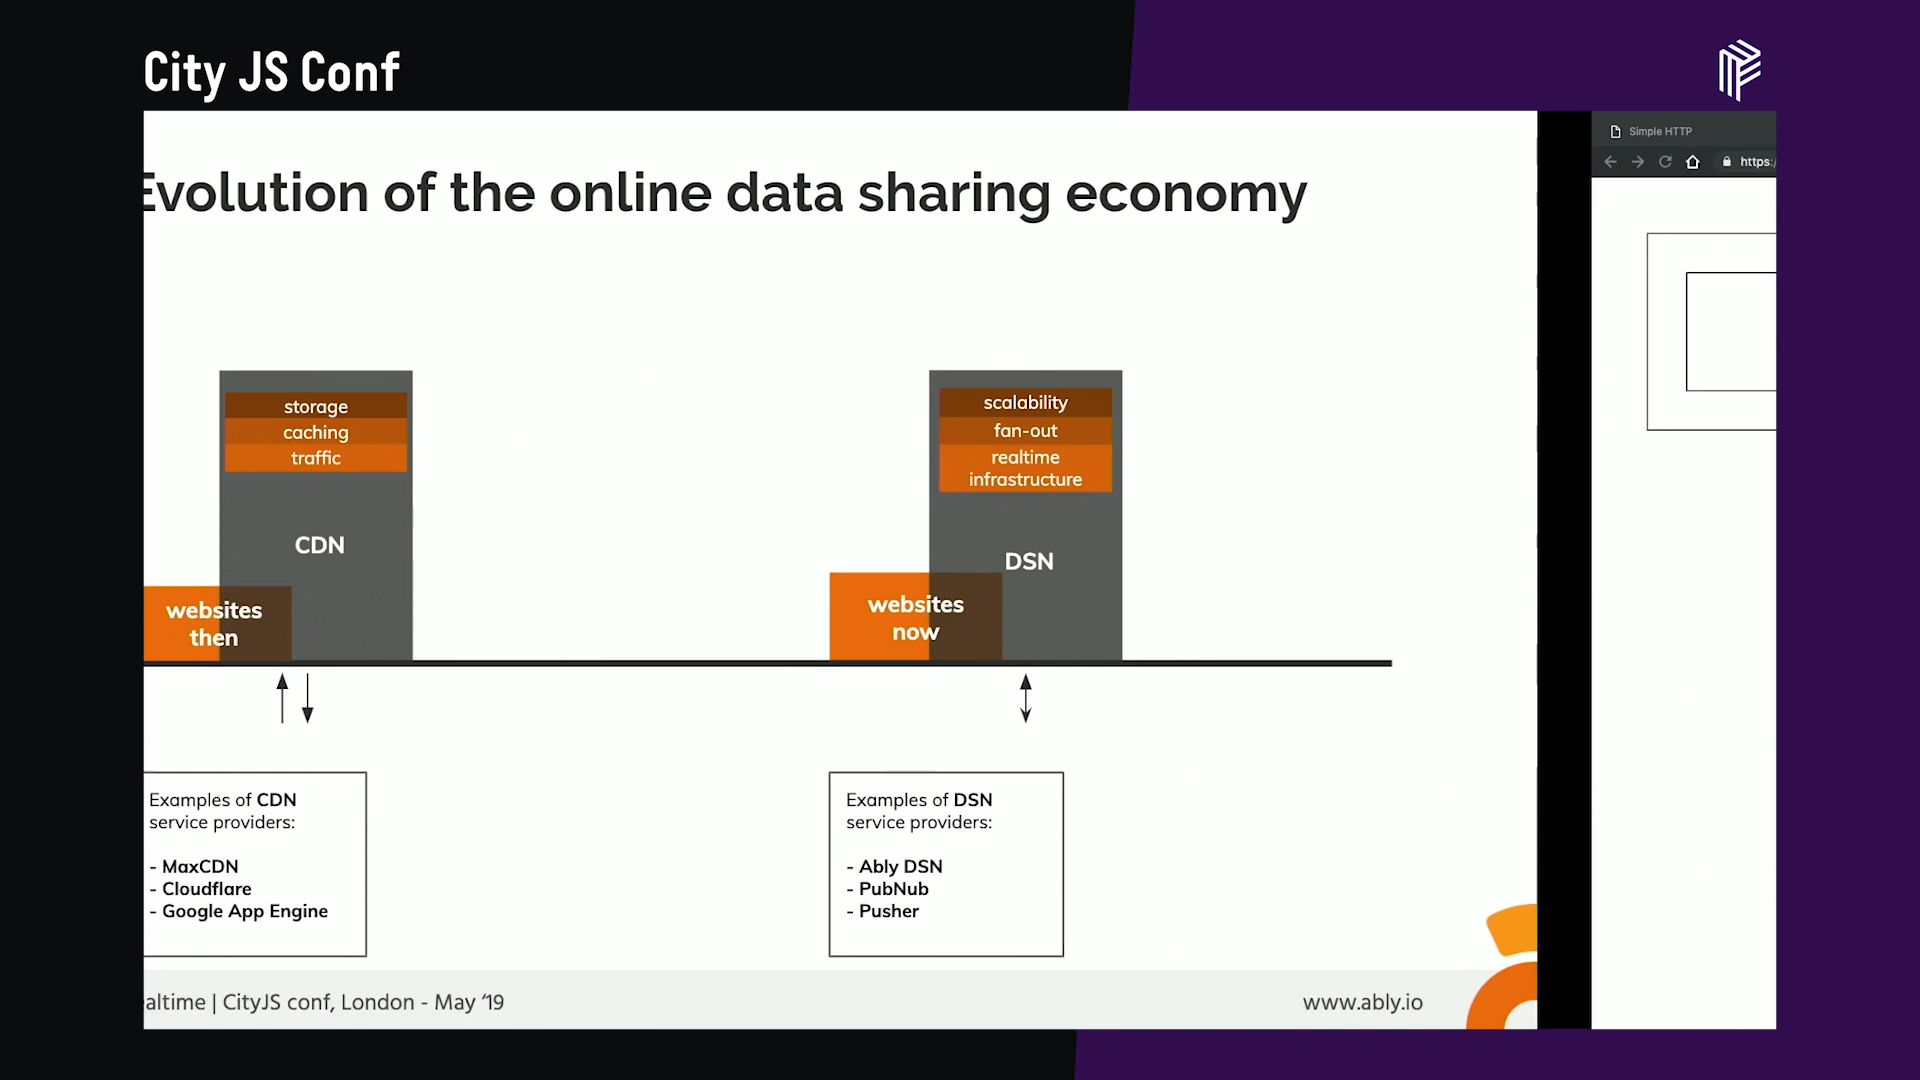 City JS Conf
Evolution of the online data sharing economy
storage
caching
traffic
CDN
websites
then
scalability
fan-out
realtime
infrastructure
DSN
websites
now
Examples of CDN
service providers:
- MaxCDN
- Cloudflare
- Google App Engine
Examples of DSN
service providers:
- Ably DSN
- PubNub
- Pusher
ealtime | CityJS conf, London - May ‘19
www.ably.io
Simple HTTP
https:/